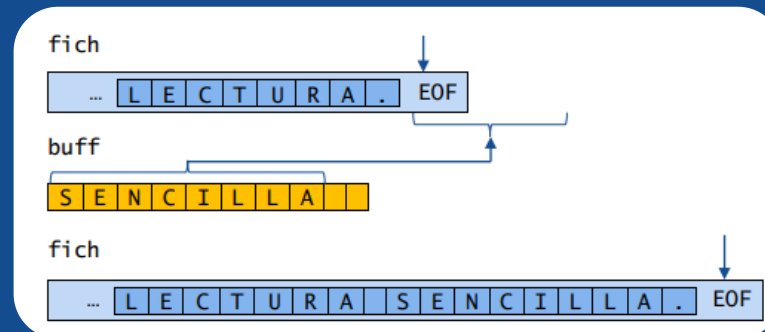 fich
… L E C T U R A . EOF
buff
S E N C I L L A
fich
… L E C T U R A S E N C I L L A . EOF